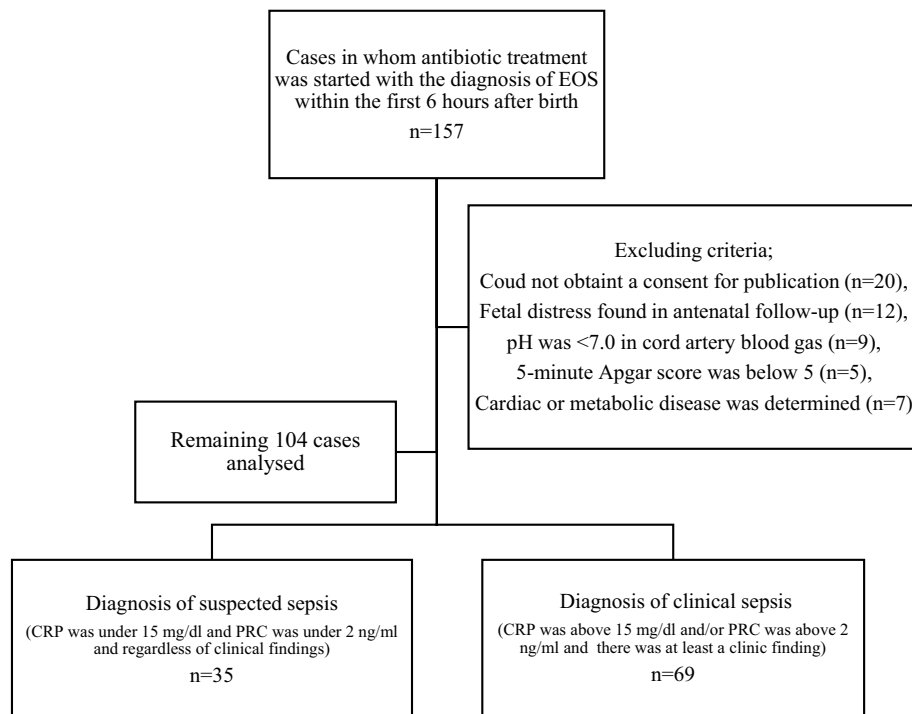 Cases in whom antibiotic treatment
was started with the diagnosis of EOS
within the first 6 hours after birth
n=157
Excluding criteria;
Coud not obtaint a consent for publication (n=20),
Fetal distress found in antenatal follow-up (n=12),
pH was <7.0 in cord artery blood gas (n=9),
5-minute Apgar score was below 5 (n=5),
Cardiac or metabolic disease was determined (n=7)
Remaining 104 cases
analysed
Diagnosis of suspected sepsis
(CRP was under 15 mg/dl and PRC was under 2 ng/ml
and regardless of clinical findings)
n=35
Diagnosis of clinical sepsis
(CRP was above 15 mg/dl and/or PRC was above 2
ng/ml and there was at least a clinic finding)
n=69